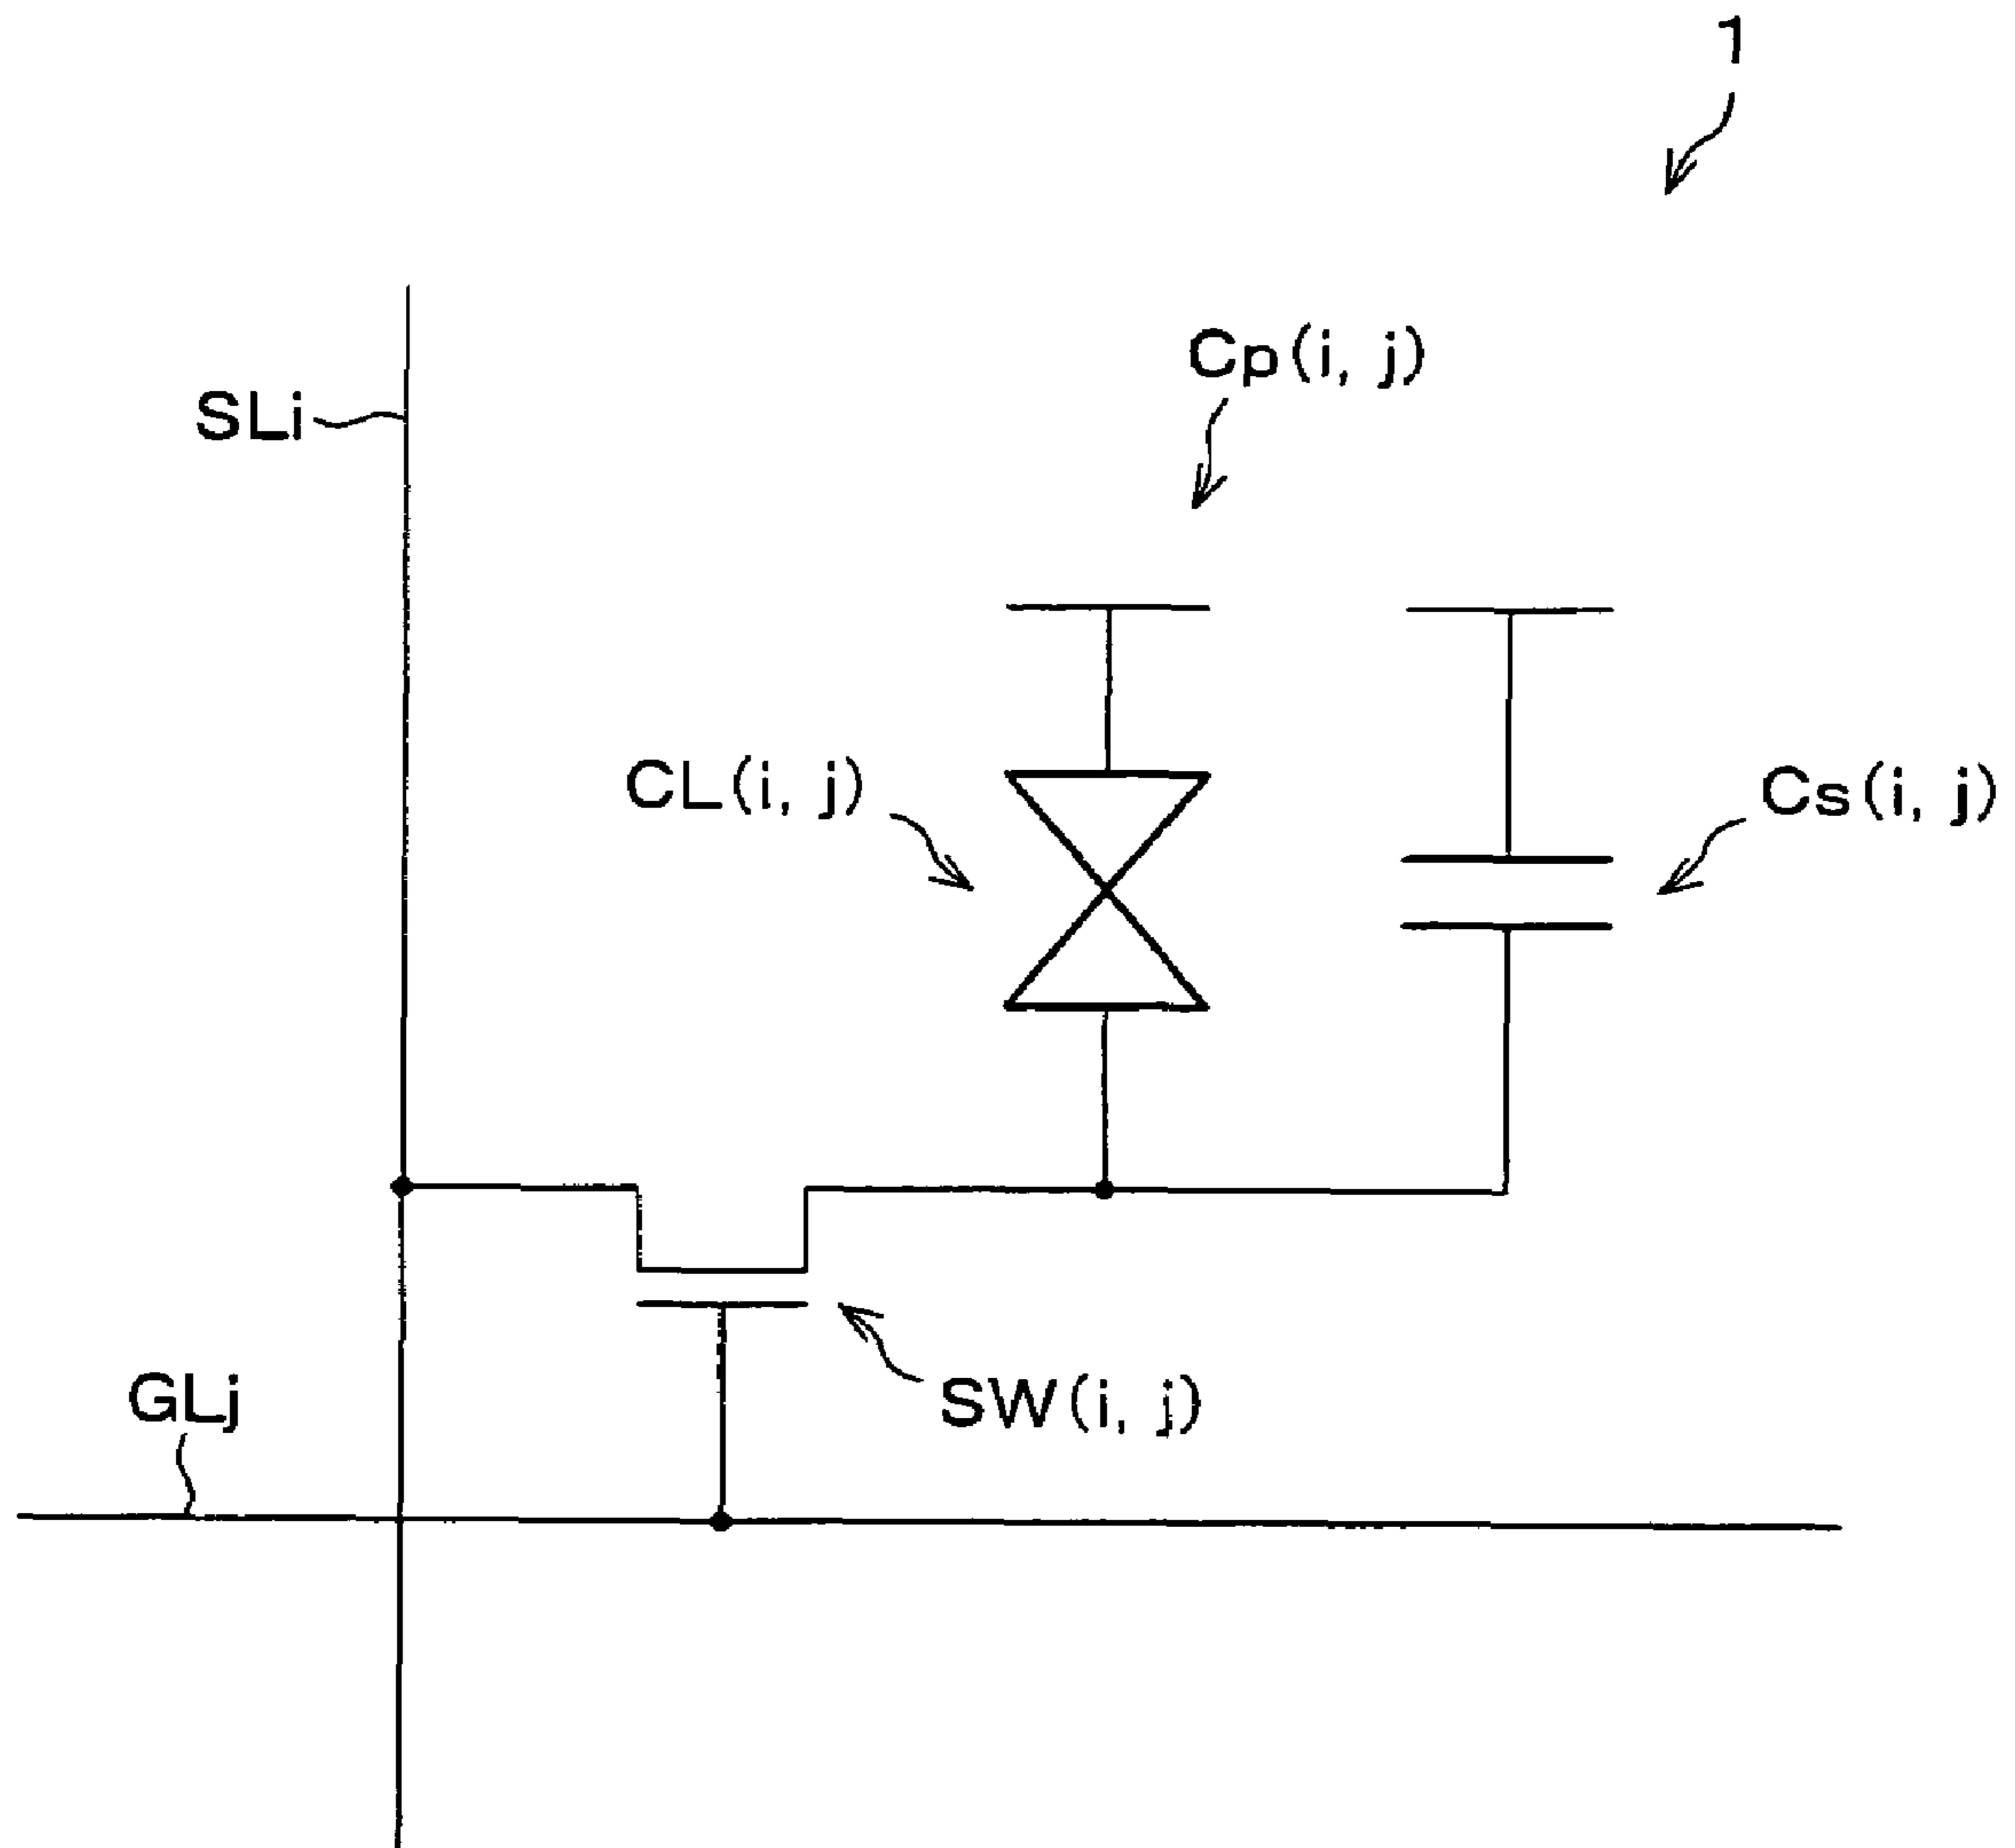 1
Cp(i, j)
SLi
CL(i, j)
Cs(i, j)
GLj
SW(i, j)